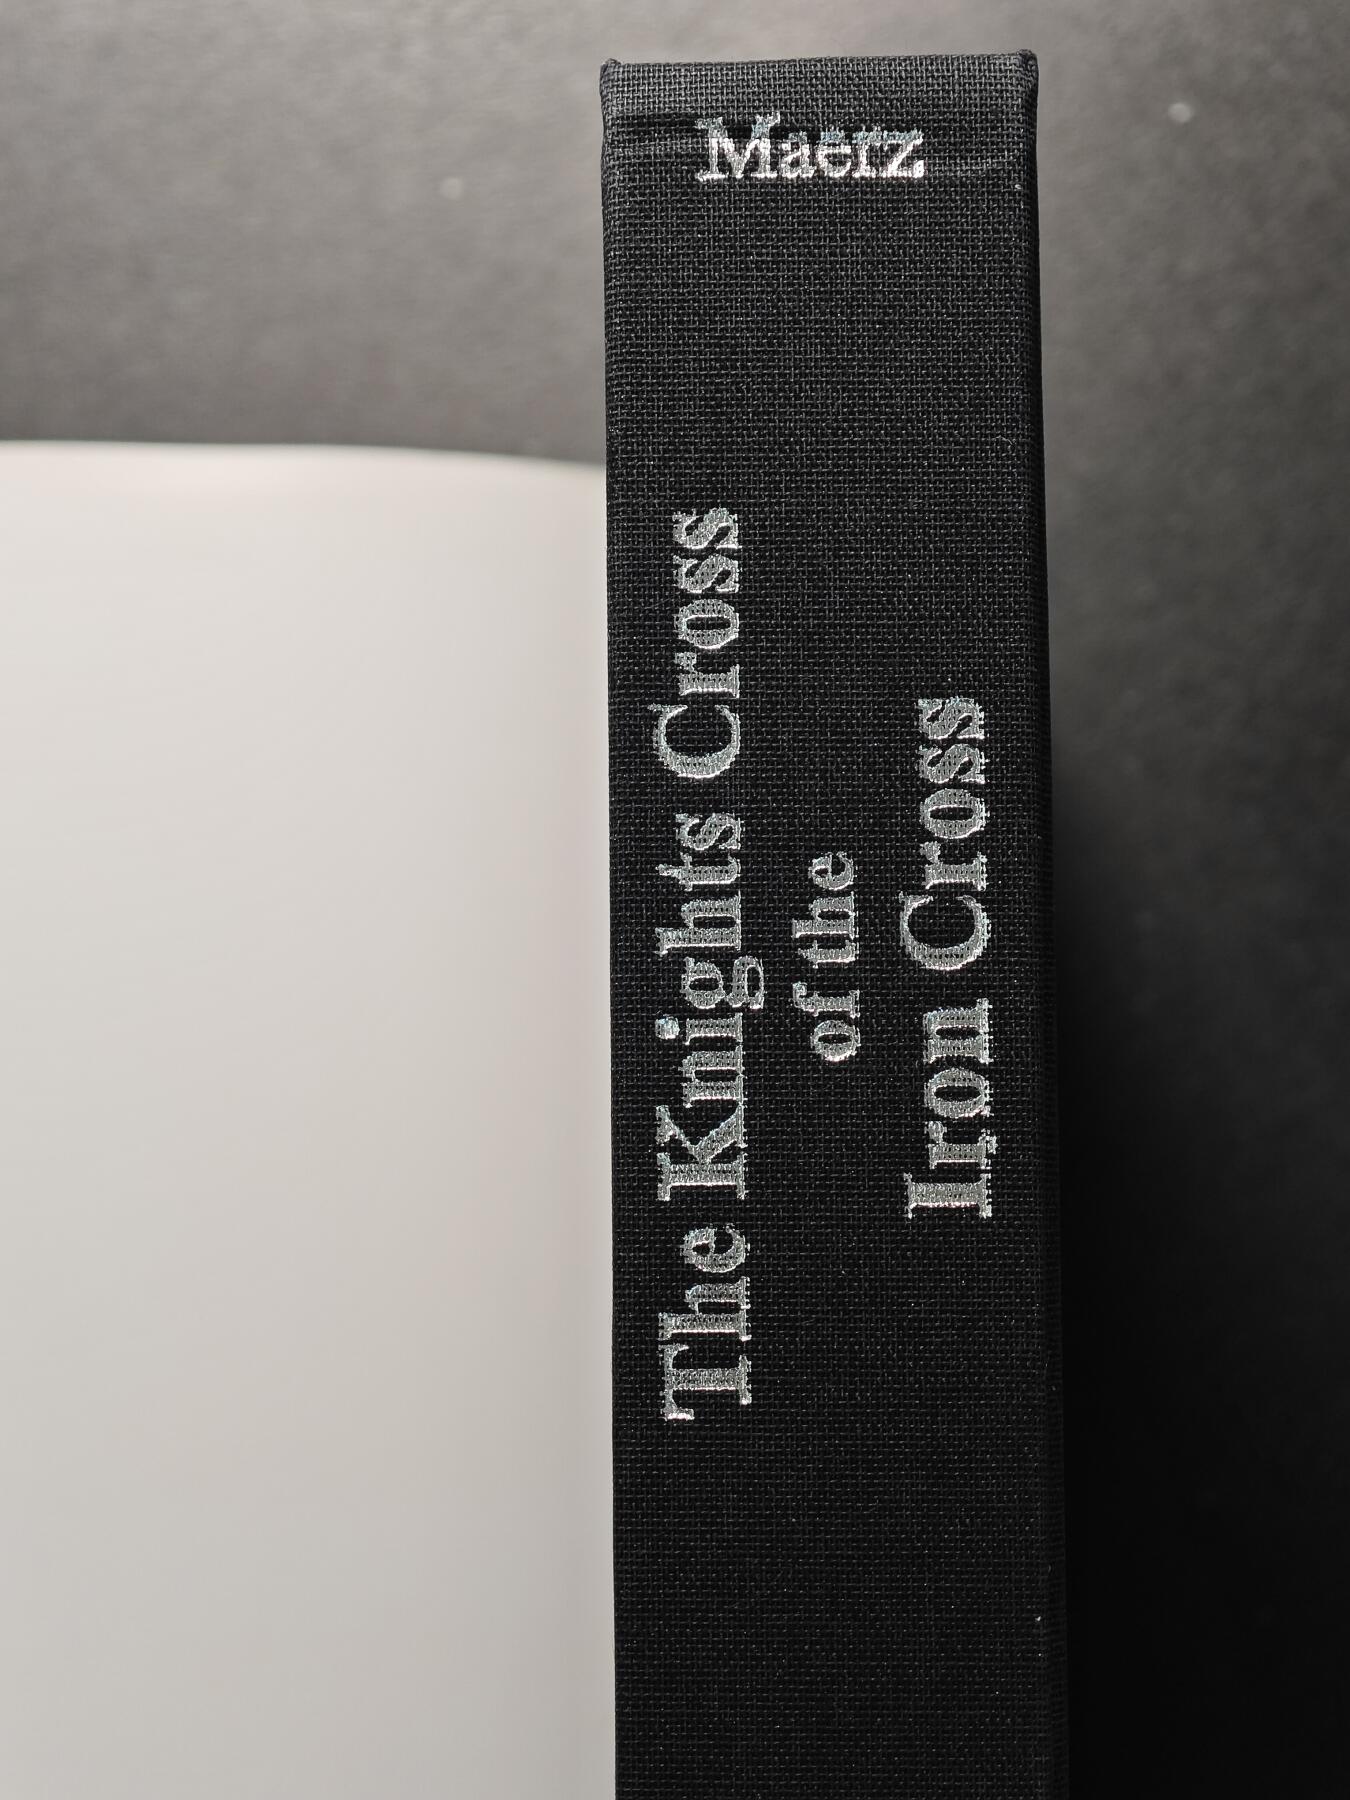 Maerz
The Knights Cross
of the
Iron Cross